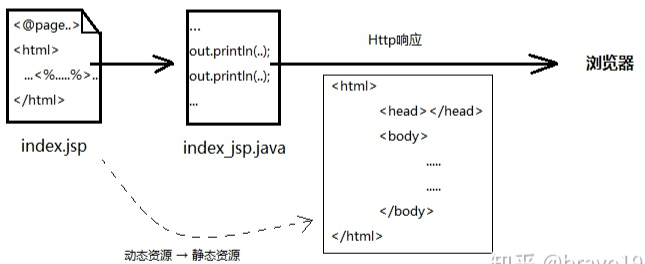 <@page..>
<html>
...<%.....%>..
</html>
index.jsp
...
out.println(..);
out.println(..);
...
index_jsp.java
Http响应
浏览器
<html>
<head></head>
<body>
.....
.....
</body>
</html>
动态资源 → 静态资源
知乎 @bravo19